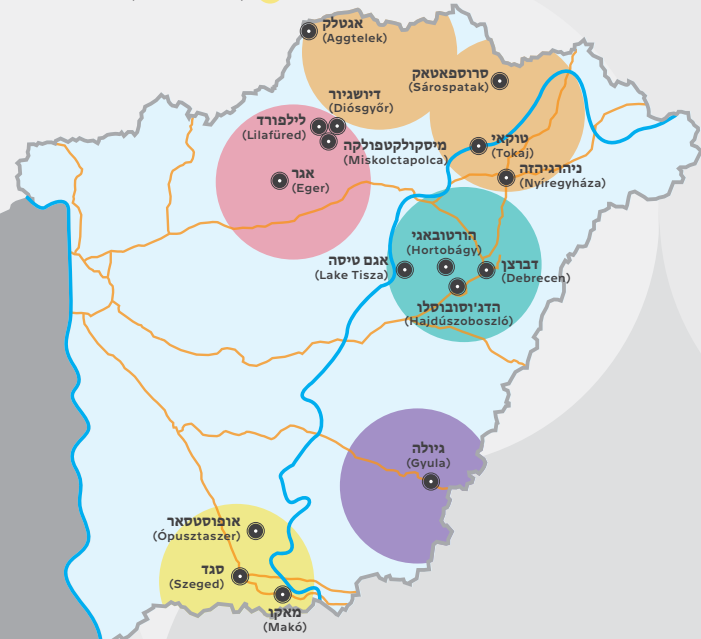 אגטלק
(Aggtelek)
סרוספאטאק
(Sárospatak)
דיושגיור
(Diósgyőr)
לילפורד
(Lilafüred)
טוקאי
(Tokaj)
מיסקולקטפולקה
(Miskolctapolca)
אגר
(Eger)
ניהרגיהזה
(Nyíregyháza)
הורטובאגי
(Hortobágy)
אגם טיסה
(Lake Tisza)
דברצן
(Debrecen)
הדג'וסובוסלו
(Hajdúszoboszló)
גיולה
(Gyula)
אופוסטסאר
(Ópusztaszer)
סגד
(Szeged)
מאקו
(Makó)